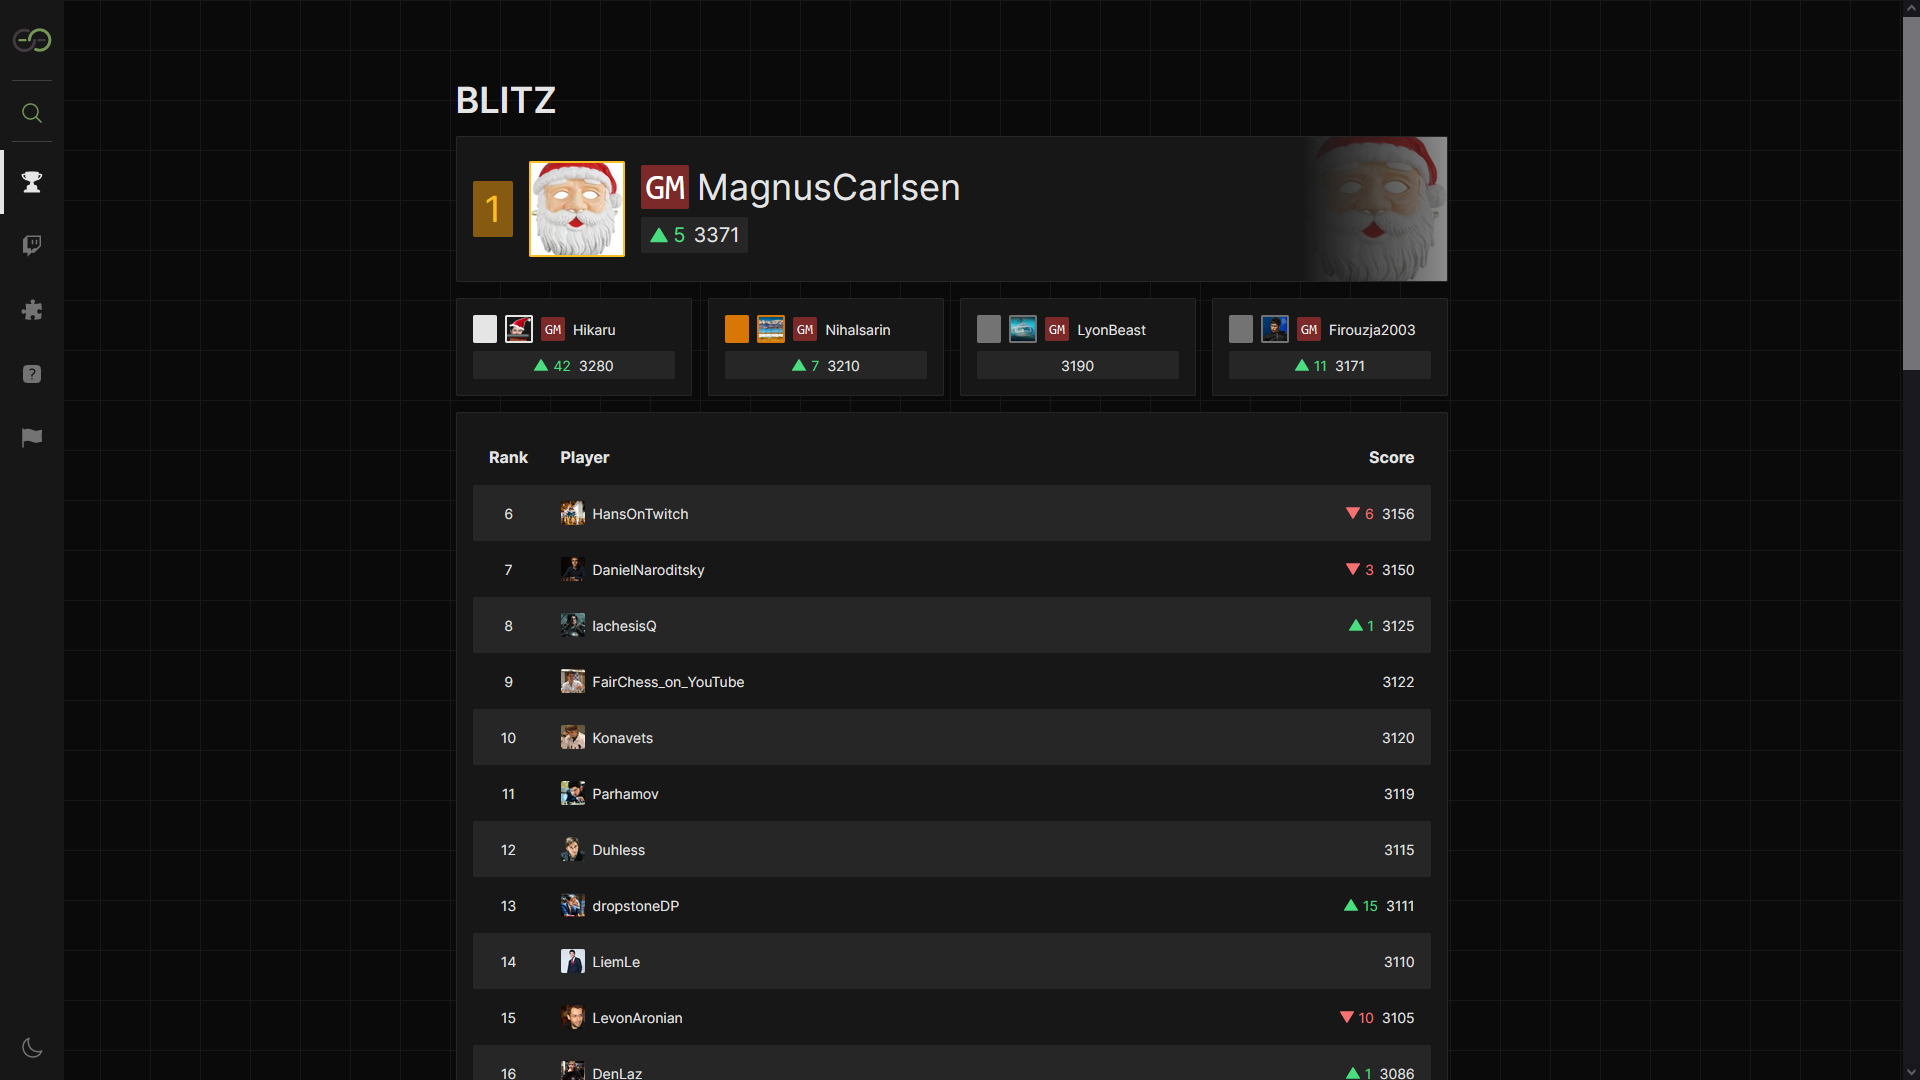 BLITZ
1
GM MagnusCarlsen
▲ 5 3371
GM Hikaru
▲ 42 3280
GM Nihalsarin
▲ 7 3210
GM LyonBeast
3190
GM Firouzja2003
▲ 11 3171
Rank Player Score
6 HansOnTwitch ▼ 6 3156
7 DanielNaroditsky ▼ 3 3150
8 lachesisQ ▲ 1 3125
9 FairChess_on_YouTube 3122
10 Konavets 3120
11 Parhamov 3119
12 Duhless 3115
13 dropstoneDP ▲ 15 3111
14 LiemLe 3110
15 LevonAronian ▼ 10 3105
16 DenLaz ▲ 1 3086